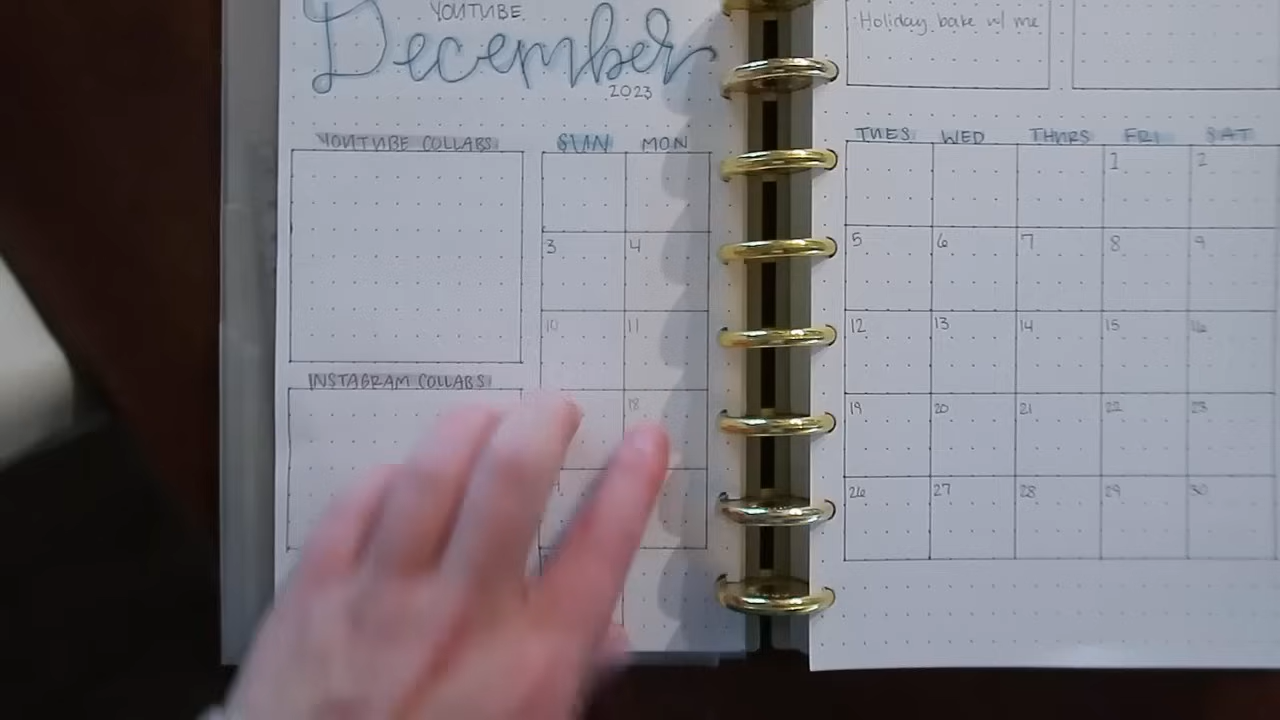 YOUTUBE
December
2023
YOUTUBE COLLABS
SUN MON
3 4
10 11
18
INSTAGRAM COLLABS
Holiday bake w/ me
TUES WED THURS FRI SAT
1 2
5 6 7 8 9
12 13 14 15 16
19 20 21 22 23
26 27 28 29 30